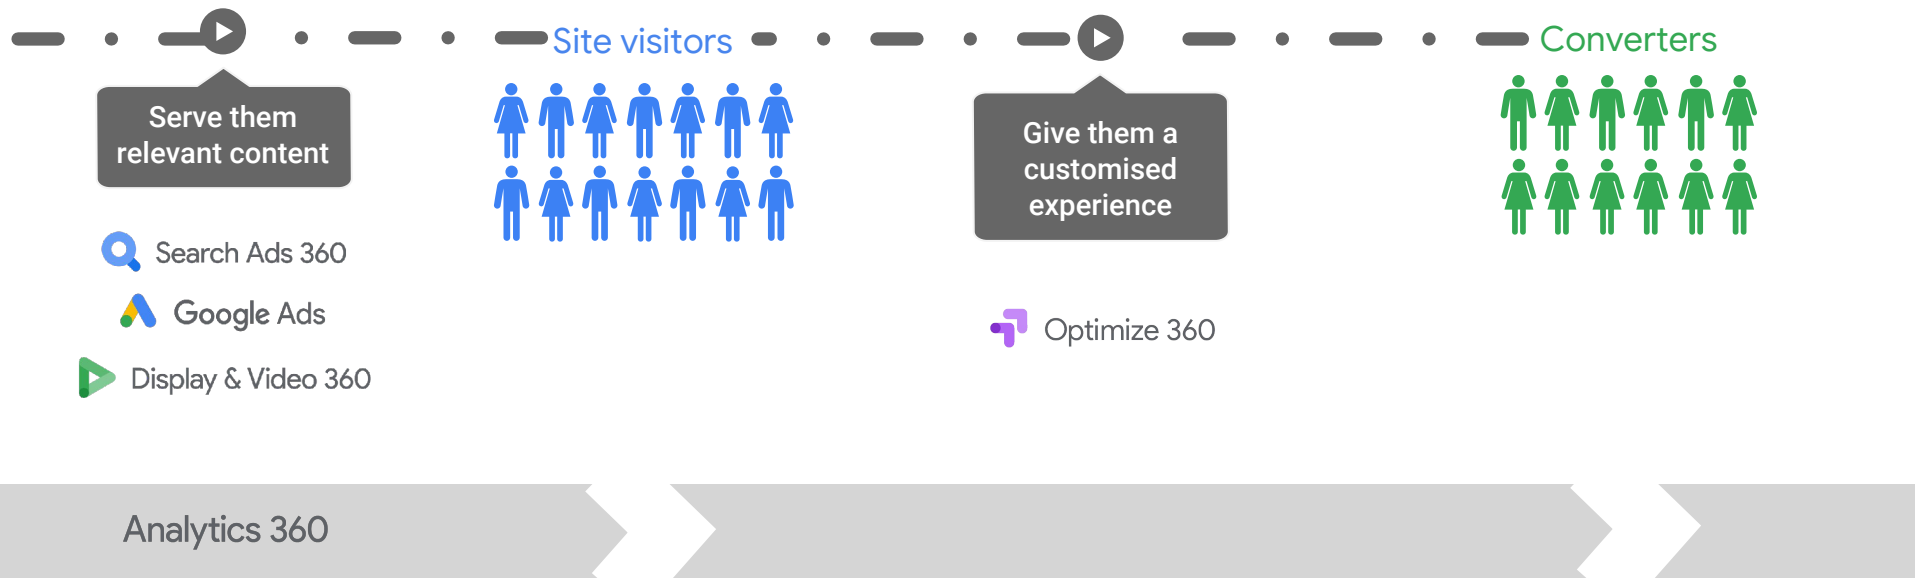 Site visitors
Converters
Serve them
relevant content
Give them a
customised
experience
Search Ads 360
Google Ads
Optimize 360
Display & Video 360
Analytics 360